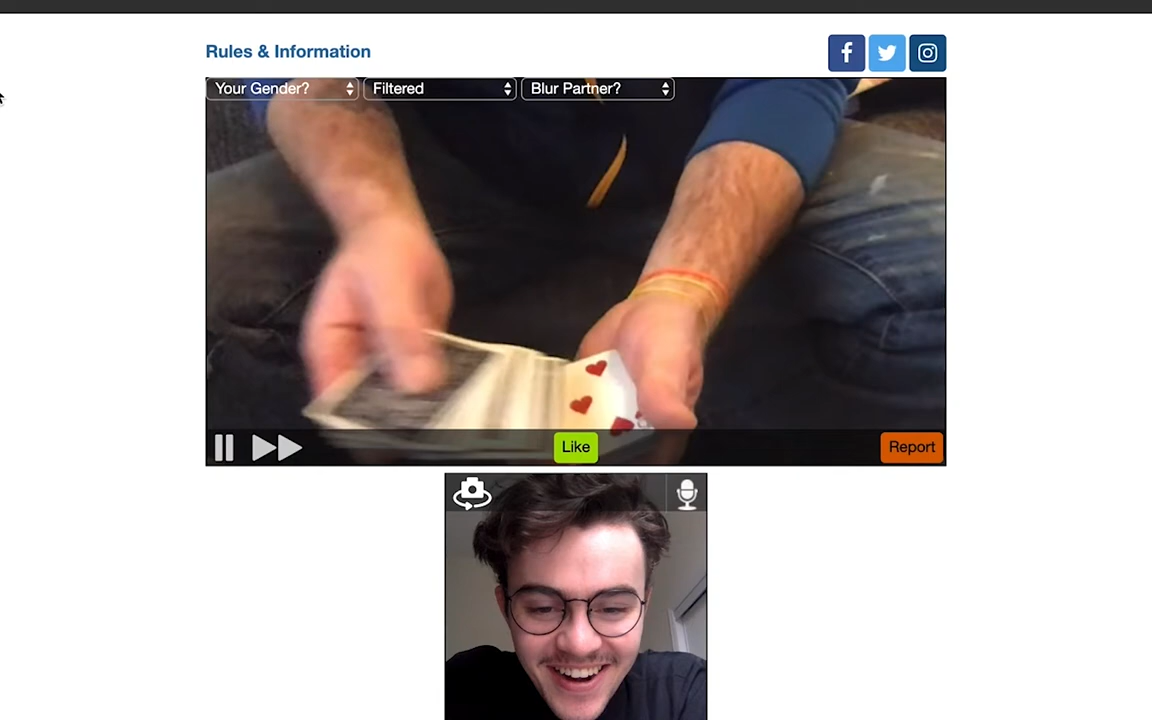 Rules & Information
Your Gender? Filtered Blur Partner?
Like Report